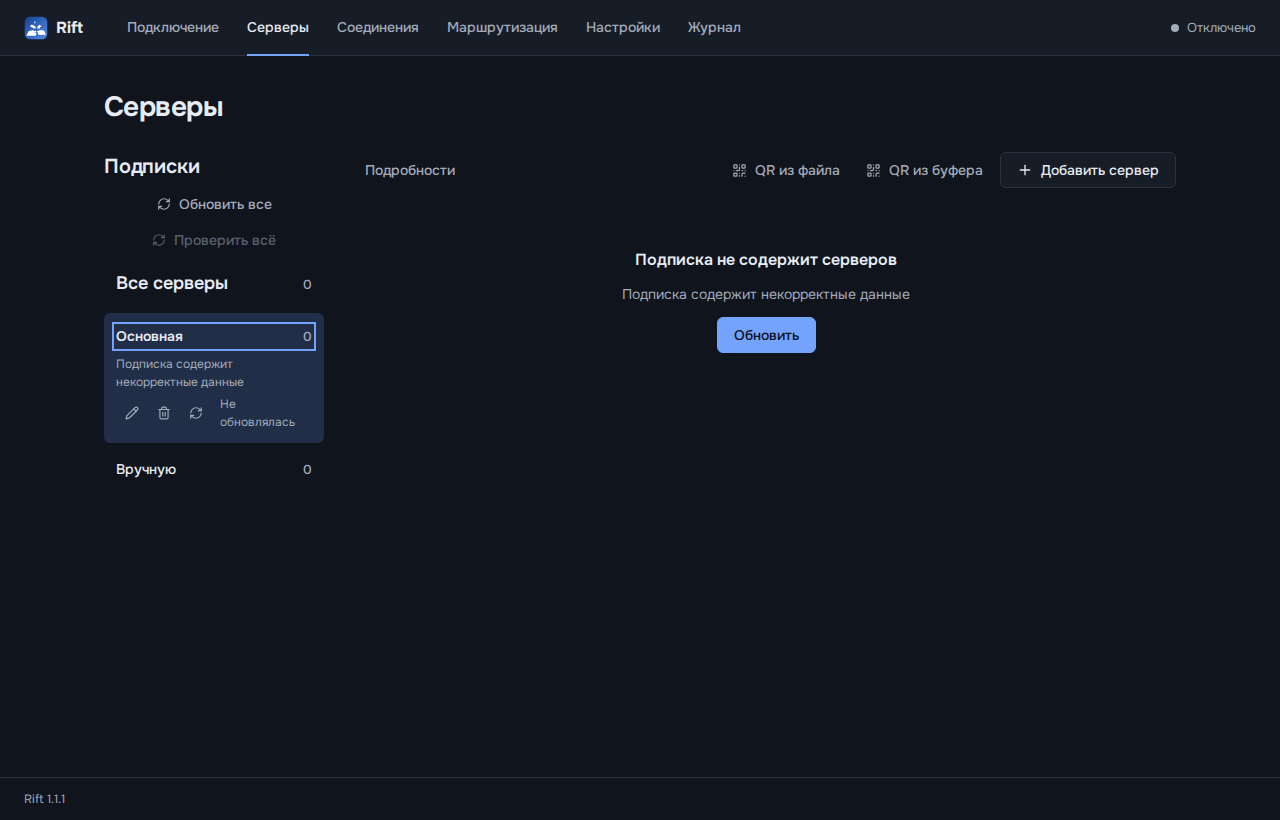 Rift
Подключение
Серверы
Соединения
Маршрутизация
Настройки
Журнал
Отключено
Серверы
Подписки
Обновить все
Проверить всё
Все серверы 0
Основная 0
Подписка содержит
некорректные данные
Не
обновлялась
Вручную 0
Подробности
QR из файла
QR из буфера
Добавить сервер
Подписка не содержит серверов
Подписка содержит некорректные данные
Обновить
Rift 1.1.1